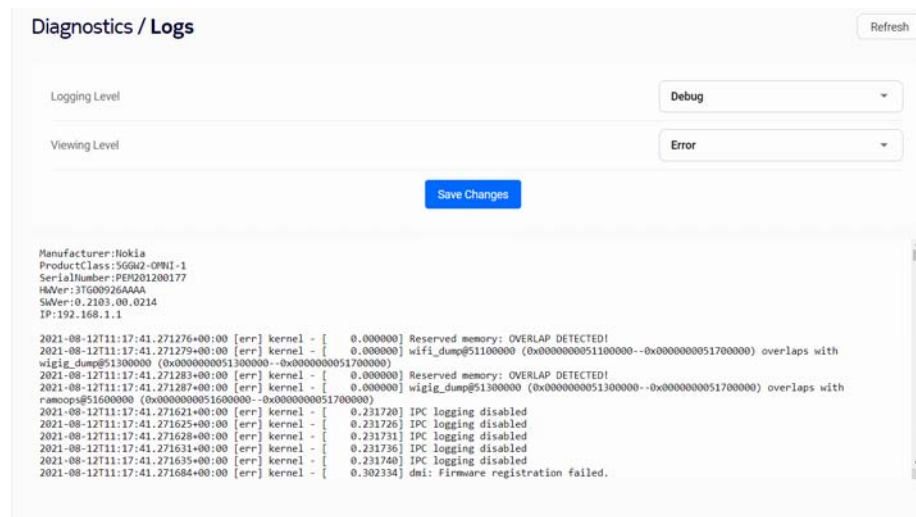 Diagnostics / Logs
Refresh
Logging Level
Debug
Viewing Level
Error
Save Changes
Manufacturer:Nokia
ProductClass:5GGW2-OMNI-1
SerialNumber:PEM201200177
HWVer:3TG00926AAAA
SWVer:0.2103.00.0214
IP:192.168.1.1
2021-08-12T11:17:41.271276+00:00 [err] kernel - [    0.000000] Reserved memory: OVERLAP DETECTED!
2021-08-12T11:17:41.271279+00:00 [err] kernel - [    0.000000] wifi_dump@51100000 (0x0000000051100000--0x0000000051700000) overlaps with
wigig_dump@51300000 (0x0000000051300000--0x0000000051700000)
2021-08-12T11:17:41.271283+00:00 [err] kernel - [    0.000000] Reserved memory: OVERLAP DETECTED!
2021-08-12T11:17:41.271287+00:00 [err] kernel - [    0.000000] wigig_dump@51300000 (0x0000000051300000--0x0000000051700000) overlaps with
ramoops@51600000 (0x0000000051600000--0x0000000051700000)
2021-08-12T11:17:41.271621+00:00 [err] kernel - [    0.231720] IPC logging disabled
2021-08-12T11:17:41.271625+00:00 [err] kernel - [    0.231726] IPC logging disabled
2021-08-12T11:17:41.271628+00:00 [err] kernel - [    0.231731] IPC logging disabled
2021-08-12T11:17:41.271631+00:00 [err] kernel - [    0.231736] IPC logging disabled
2021-08-12T11:17:41.271635+00:00 [err] kernel - [    0.231740] IPC logging disabled
2021-08-12T11:17:41.271684+00:00 [err] kernel - [    0.302334] dmi: Firmware registration failed.